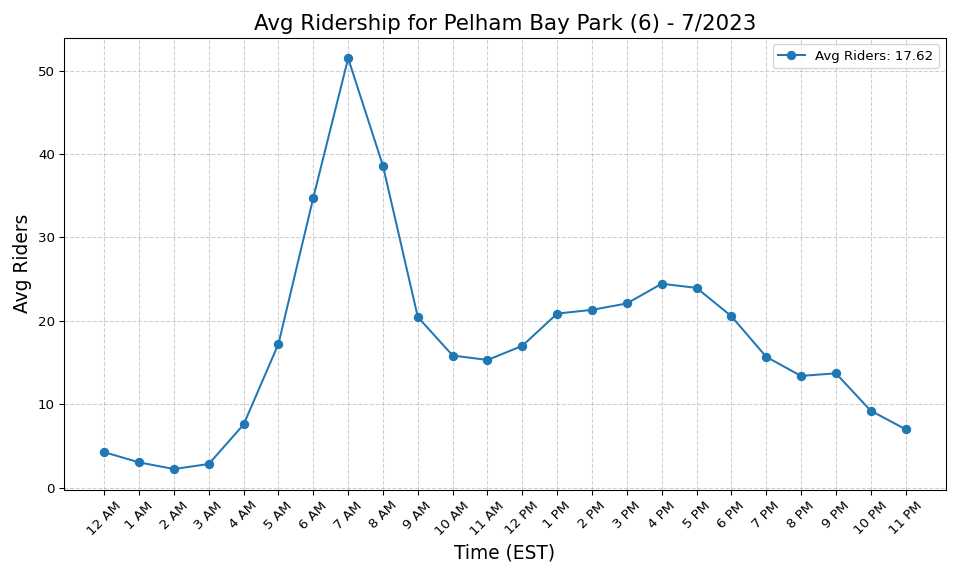 Avg Ridership for Pelham Bay Park (6) - 7/2023
Avg Riders: 17.62
Avg Riders
50
40
30
20
10
0
12 AM
1 AM
2 AM
3 AM
4 AM
5 AM
6 AM
7 AM
8 AM
9 AM
10 AM
11 AM
12 PM
1 PM
2 PM
3 PM
4 PM
5 PM
6 PM
7 PM
8 PM
9 PM
10 PM
11 PM
Time (EST)